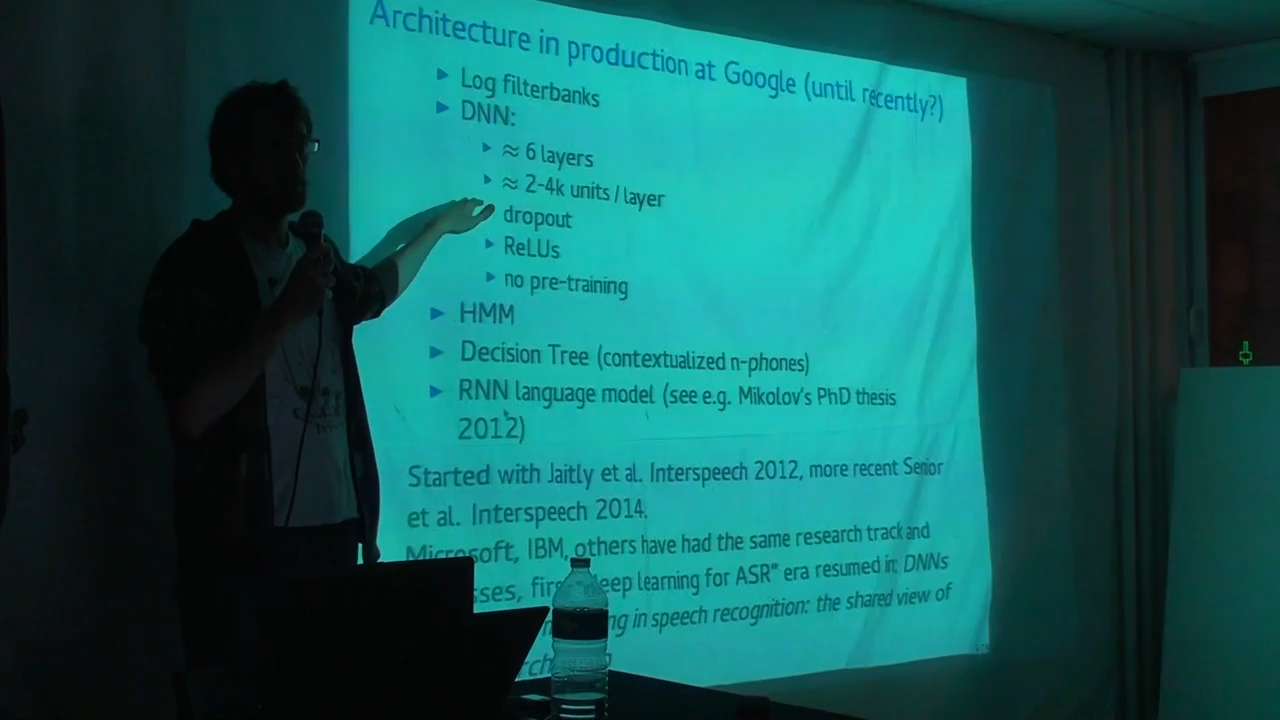 Architecture in production at Google (until recently?)
Log filterbanks
DNN:
≈ 6 layers
≈ 2-4k units / layer
dropout
ReLUs
no pre-training
HMM
Decision Tree (contextualized n-phones)
RNN language model (see e.g. Mikolov's PhD thesis
2012)
Started with Jaitly et al. Interspeech 2012, more recent Senior
et al. Interspeech 2014.
Microsoft, IBM, others have had the same research track and
deep learning for ASR" era resumed in: DNNs
in speech recognition: the shared view of